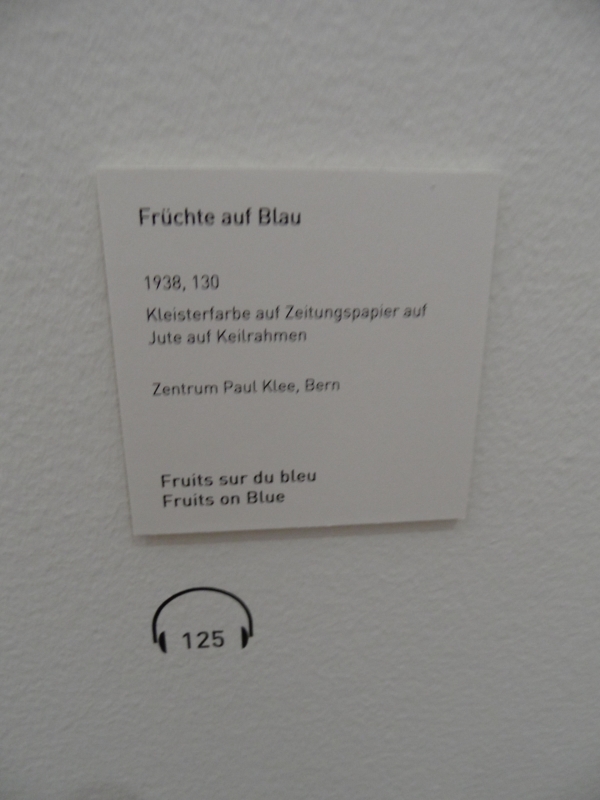 Früchte auf Blau
1938, 130
Kleisterfarbe auf Zeitungspapier auf
Jute auf Keilrahmen
Zentrum Paul Klee, Bern
Fruits sur du bleu
Fruits on Blue
125